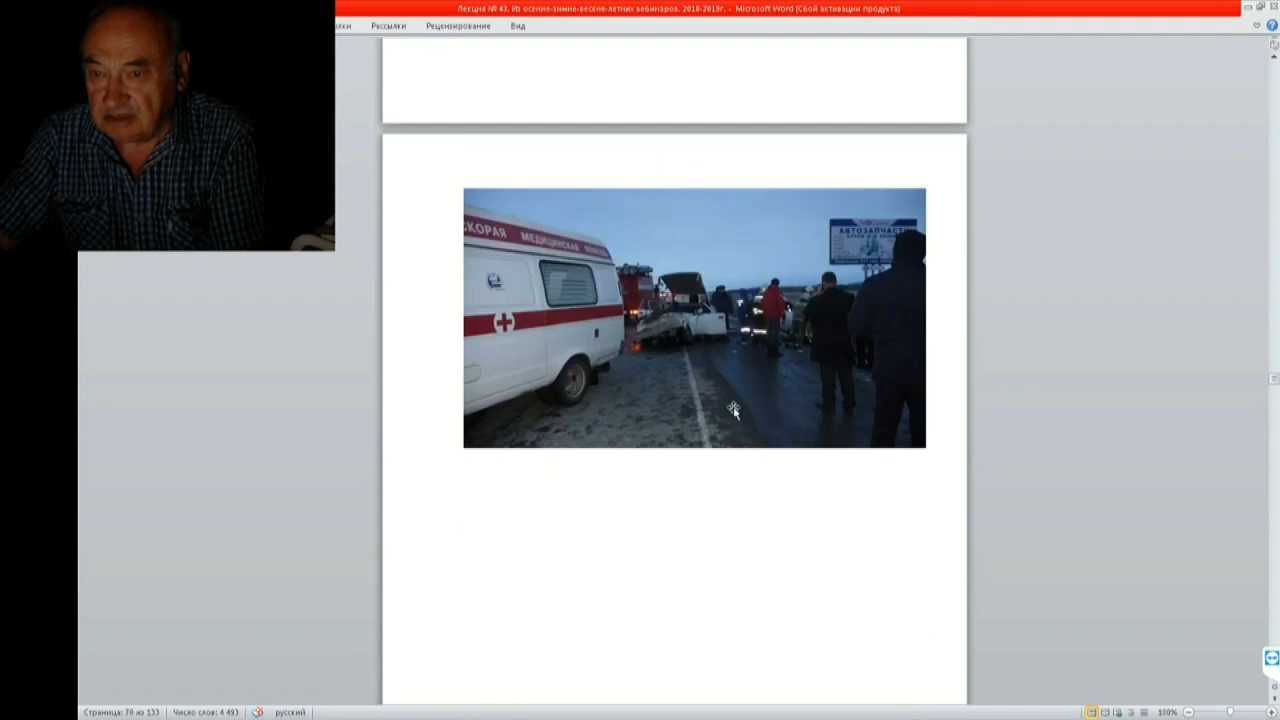 Лекция № 43. Из осенне-зимне-весене-летних вебинаров. 2018-2019г. - Microsoft Word (Сбой активации продукта)
Рассылки Рецензирование Вид
СКОРАЯ МЕДИЦИНСКАЯ
АВТОЗАПЧАСТИ
Страница: 70 из 133 Число слов: 4 493 русский 100%